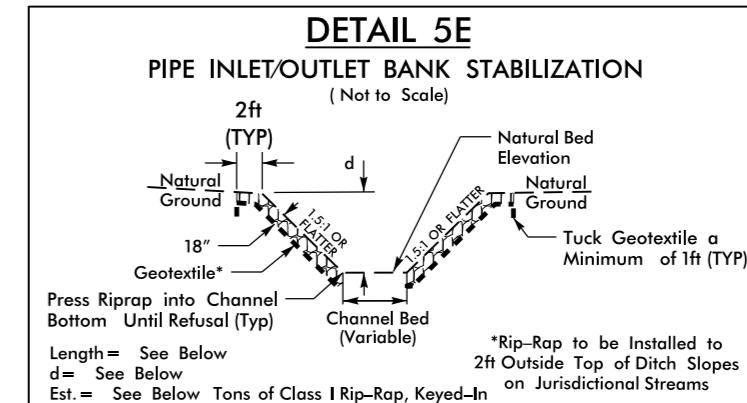 DETAIL 5E
PIPE INLET/OUTLET BANK STABILIZATION
( Not to Scale)
2ft
(TYP)
d
Natural Bed
Elevation
Natural
Ground
Natural
Ground
1.5:1 OR
FLATTER
1.5:1 OR FLATTER
18"
Geotextile*
Tuck Geotextile a
Minimum of 1ft (TYP)
Press Riprap into Channel
Bottom Until Refusal (Typ)
Channel Bed
(Variable)
Length = See Below
d= See Below
Est. = See Below Tons of Class I Rip-Rap, Keyed-In
*Rip-Rap to be Installed to
2ft Outside Top of Ditch Slopes
on Jurisdictional Streams